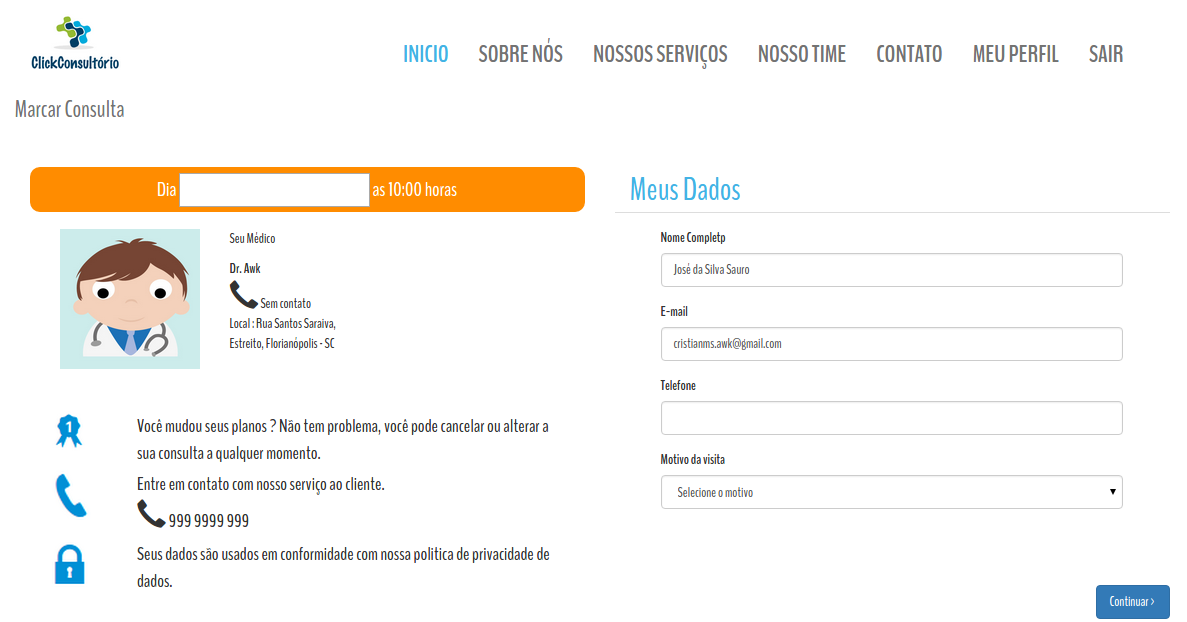 ClickConsultório
INICIO SOBRE NÓS NOSSOS SERVIÇOS NOSSO TIME CONTATO MEU PERFIL SAIR
Marcar Consulta
Dia as 10:00 horas
Seu Médico
Dr. Awk
Sem contato
Local : Rua Santos Saraiva,
Estreito, Florianópolis - SC
1
Você mudou seus planos ? Não tem problema, você pode cancelar ou alterar a
sua consulta a qualquer momento.
Entre em contato com nosso serviço ao cliente.
999 9999 999
Seus dados são usados em conformidade com nossa politica de privacidade de
dados.
Meus Dados
Nome Completp
José da Silva Sauro
E-mail
cristianms.awk@gmail.com
Telefone
Motivo da visita
Selecione o motivo
Continuar >